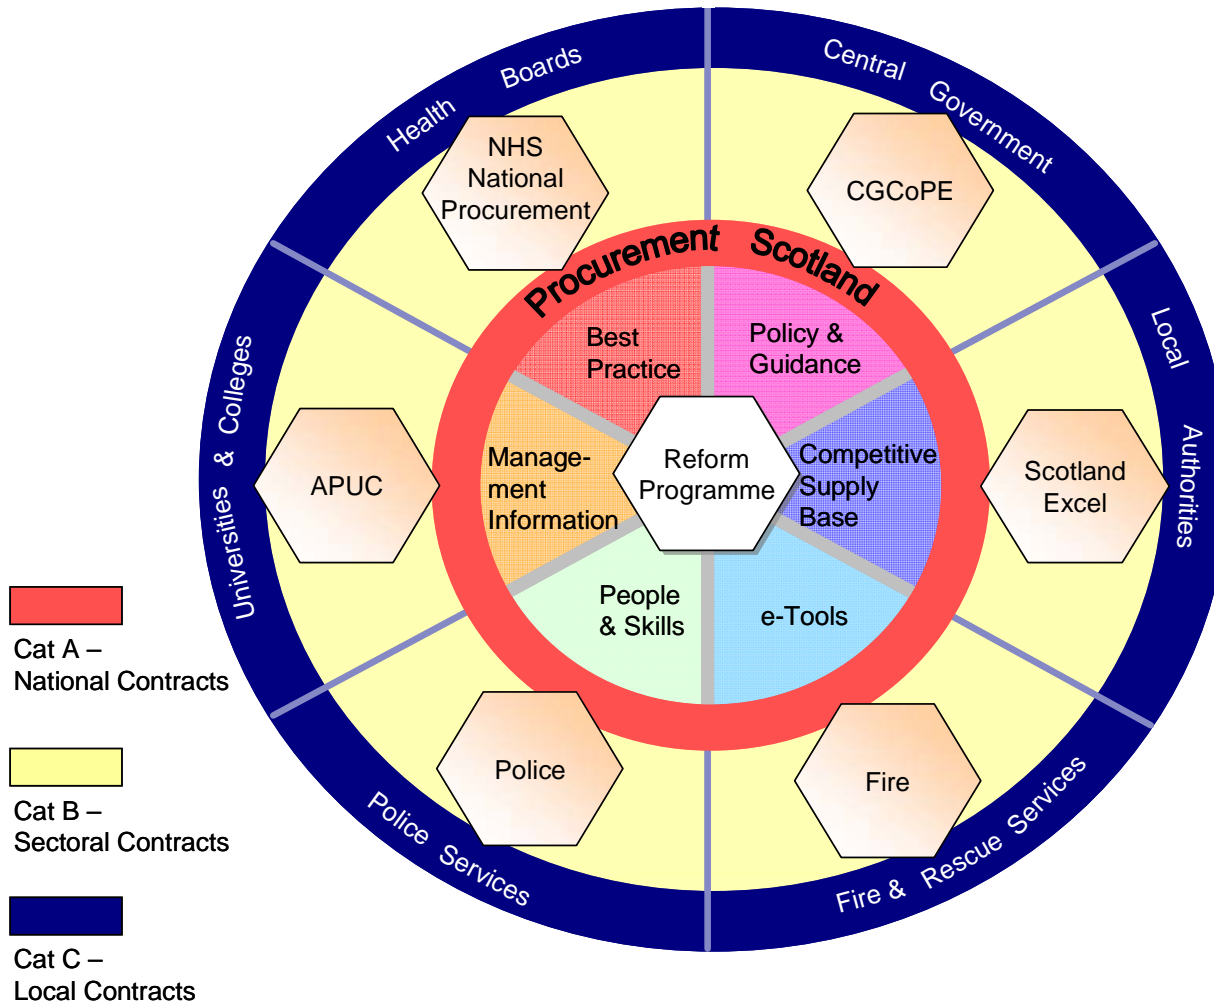 Health Boards
Central Government
Local Authorities
Fire & Rescue Services
Police Services
Universities & Colleges
NHS
National
Procurement
CGCoPE
Scotland
Excel
Fire
Police
APUC
Procurement Scotland
Best
Practice
Policy &
Guidance
Competitive
Supply
Base
e-Tools
People
& Skills
Manage-
ment
Information
Reform
Programme
Cat A –
National Contracts
Cat B –
Sectoral Contracts
Cat C –
Local Contracts